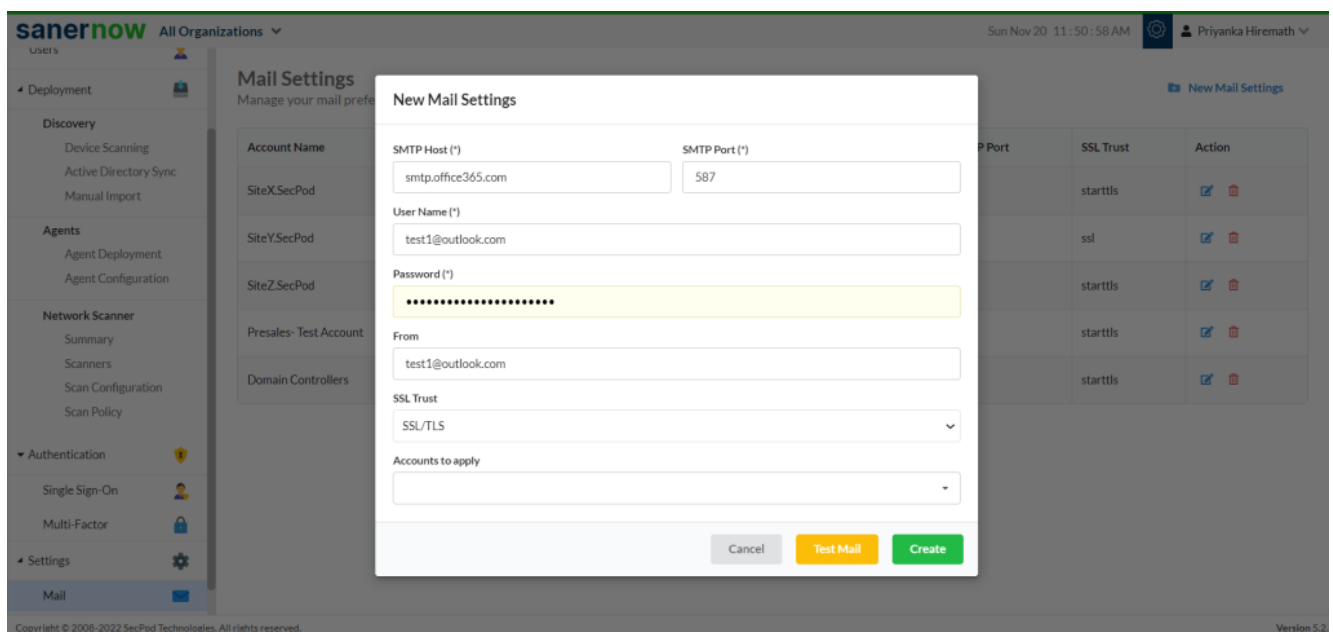 sanernow All Organizations Sun Nov 20 11:50:58 AM Priyanka Hiremath
Users
Deployment
Discovery
Device Scanning
Active Directory Sync
Manual Import
Agents
Agent Deployment
Agent Configuration
Network Scanner
Summary
Scanners
Scan Configuration
Scan Policy
Authentication
Single Sign-On
Multi-Factor
Settings
Mail
Mail Settings
Manage your mail prefe
New Mail Settings
Account Name P Port SSL Trust Action
SiteX.SecPod starttls
SiteY.SecPod ssl
SiteZ.SecPod starttls
Presales- Test Account starttls
Domain Controllers starttls
New Mail Settings
SMTP Host (*) SMTP Port (*)
smtp.office365.com 587
User Name (*)
test1@outlook.com
Password (*)
••••••••••••••••••••••
From
test1@outlook.com
SSL Trust
SSL/TLS
Accounts to apply
Cancel Test Mail Create
Copyright © 2008-2022 SecPod Technologies. All rights reserved. Version 5.2.